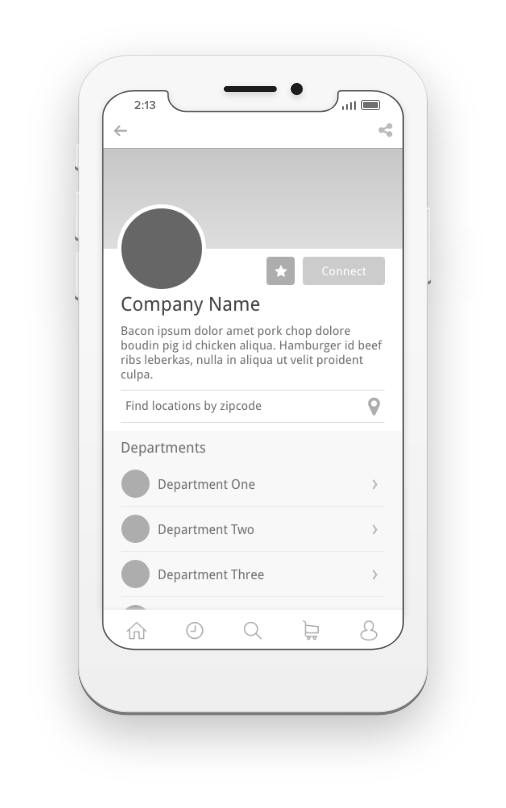 2:13
Connect
Company Name
Bacon ipsum dolor amet pork chop dolore
boudin pig id chicken aliqua. Hamburger id beef
ribs leberkas, nulla in aliqua ut velit proident
culpa.
Find locations by zipcode
Departments
Department One
Department Two
Department Three